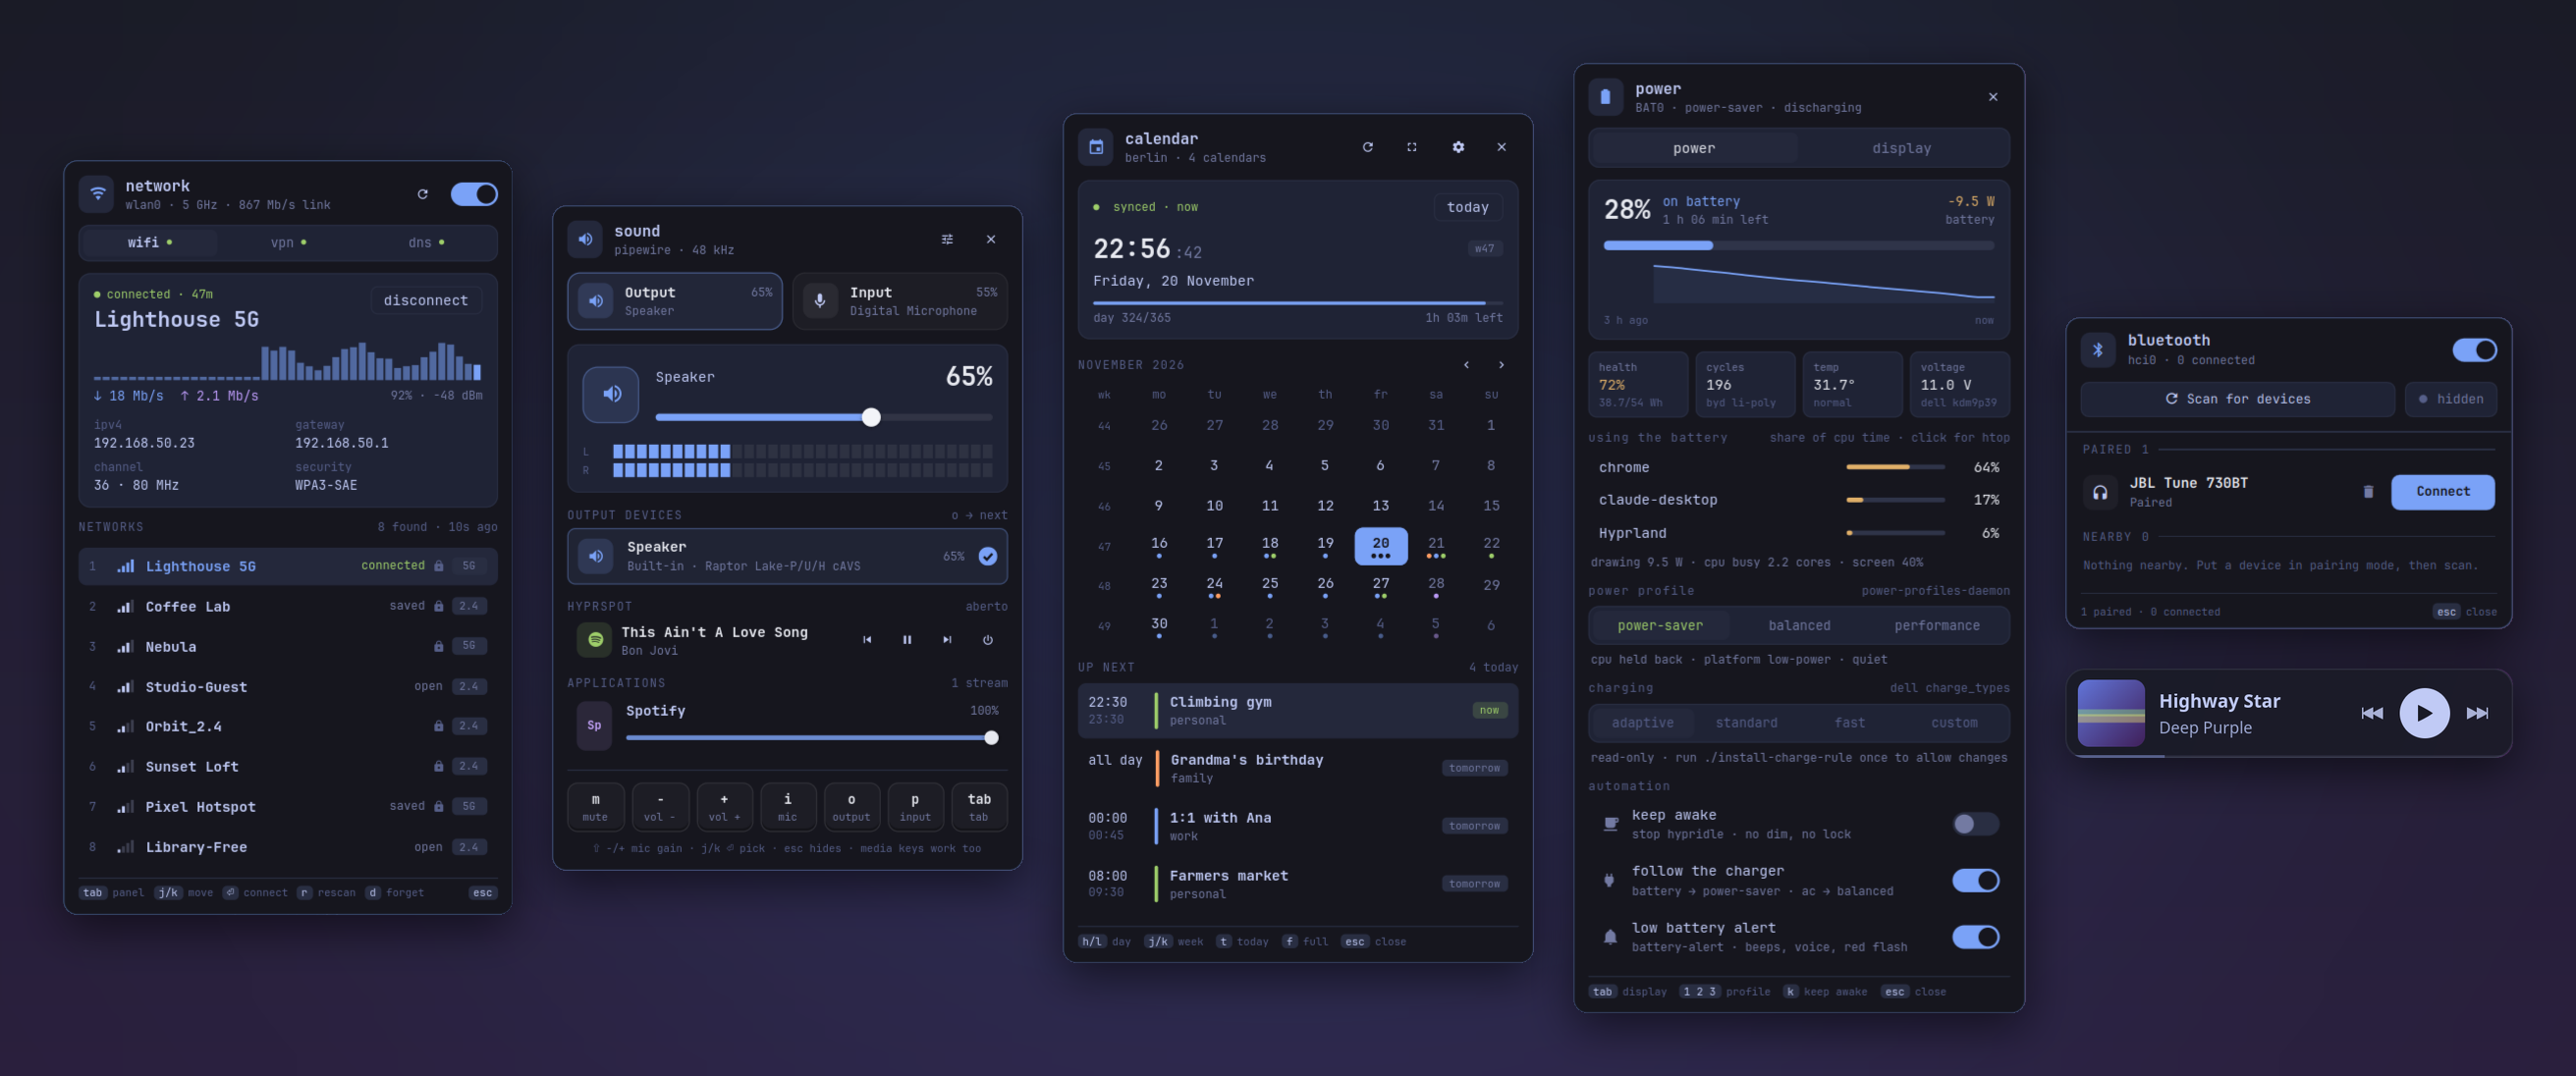 network
wlan0 · 5 GHz · 867 Mb/s link
wifi vpn dns
connected · 47m
disconnect
Lighthouse 5G
↓ 18 Mb/s ↑ 2.1 Mb/s 92% · -48 dBm
ipv4 gateway
192.168.50.23 192.168.50.1
channel security
36 · 80 MHz WPA3-SAE
NETWORKS 8 found · 10s ago
1 Lighthouse 5G connected 5G
2 Coffee Lab saved 2.4
3 Nebula 5G
4 Studio-Guest open 2.4
5 Orbit_2.4 2.4
6 Sunset Loft 2.4
7 Pixel Hotspot saved 5G
8 Library-Free open 2.4
tab panel j/k move ⏎ connect r rescan d forget esc
sound
pipewire · 48 kHz
Output 65%
Speaker
Input 55%
Digital Microphone
Speaker 65%
L
R
OUTPUT DEVICES o → next
Speaker 65%
Built-in · Raptor Lake-P/U/H cAVS
HYPRSPOT aberto
This Ain't A Love Song
Bon Jovi
APPLICATIONS 1 stream
Sp Spotify 100%
m - + i o p tab
mute vol - vol + mic output input tab
⇧ -/+ mic gain · j/k ⏎ pick · esc hides · media keys work too
calendar
berlin · 4 calendars
synced · now today
22:56 :42 w47
Friday, 20 November
day 324/365 1h 03m left
NOVEMBER 2026 ‹ ›
wk mo tu we th fr sa su
44 26 27 28 29 30 31 1
45 2 3 4 5 6 7 8
46 9 10 11 12 13 14 15
47 16 17 18 19 20 21 22
48 23 24 25 26 27 28 29
49 30 1 2 3 4 5 6
UP NEXT 4 today
22:30 Climbing gym now
23:30 personal
all day Grandma's birthday tomorrow
family
00:00 1:1 with Ana tomorrow
00:45 work
08:00 Farmers market tomorrow
09:30 personal
h/l day j/k week t today f full esc close
power
BAT0 · power-saver · discharging
power display
28% on battery -9.5 W
1 h 06 min left battery
3 h ago now
health cycles temp voltage
72% 196 31.7° 11.0 V
38.7/54 Wh byd li-poly normal dell kdm9p39
using the battery share of cpu time · click for htop
chrome 64%
claude-desktop 17%
Hyprland 6%
drawing 9.5 W · cpu busy 2.2 cores · screen 40%
power profile power-profiles-daemon
power-saver balanced performance
cpu held back · platform low-power · quiet
charging dell charge_types
adaptive standard fast custom
read-only · run ./install-charge-rule once to allow changes
automation
keep awake
stop hypridle · no dim, no lock
follow the charger
battery → power-saver · ac → balanced
low battery alert
battery-alert · beeps, voice, red flash
tab display 1 2 3 profile k keep awake esc close
bluetooth
hci0 · 0 connected
Scan for devices hidden
PAIRED 1
JBL Tune 730BT Connect
Paired
NEARBY 0
Nothing nearby. Put a device in pairing mode, then scan.
1 paired · 0 connected esc close
Highway Star
Deep Purple